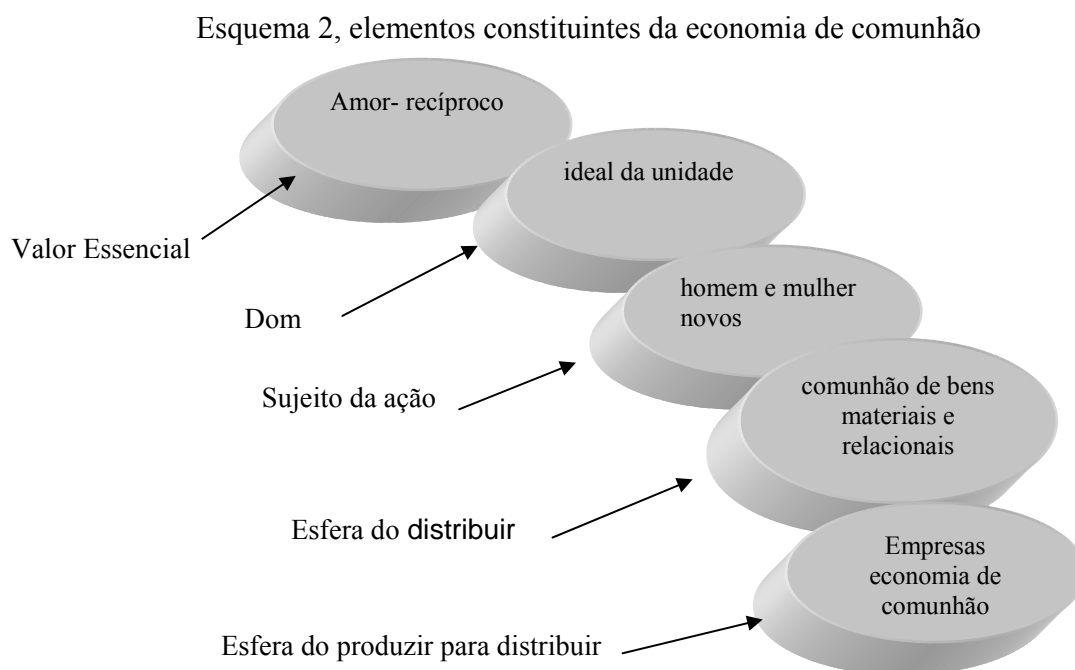 Esquema 2, elementos constituintes da economia de comunhão
Amor- recíproco
ideal da unidade
Valor Essencial
homem e mulher
novos
Dom
comunhão de bens
materiais e
relacionais
Sujeito da ação
Esfera do distribuir
Empresas
economia de
comunhão
Esfera do produzir para distribuir